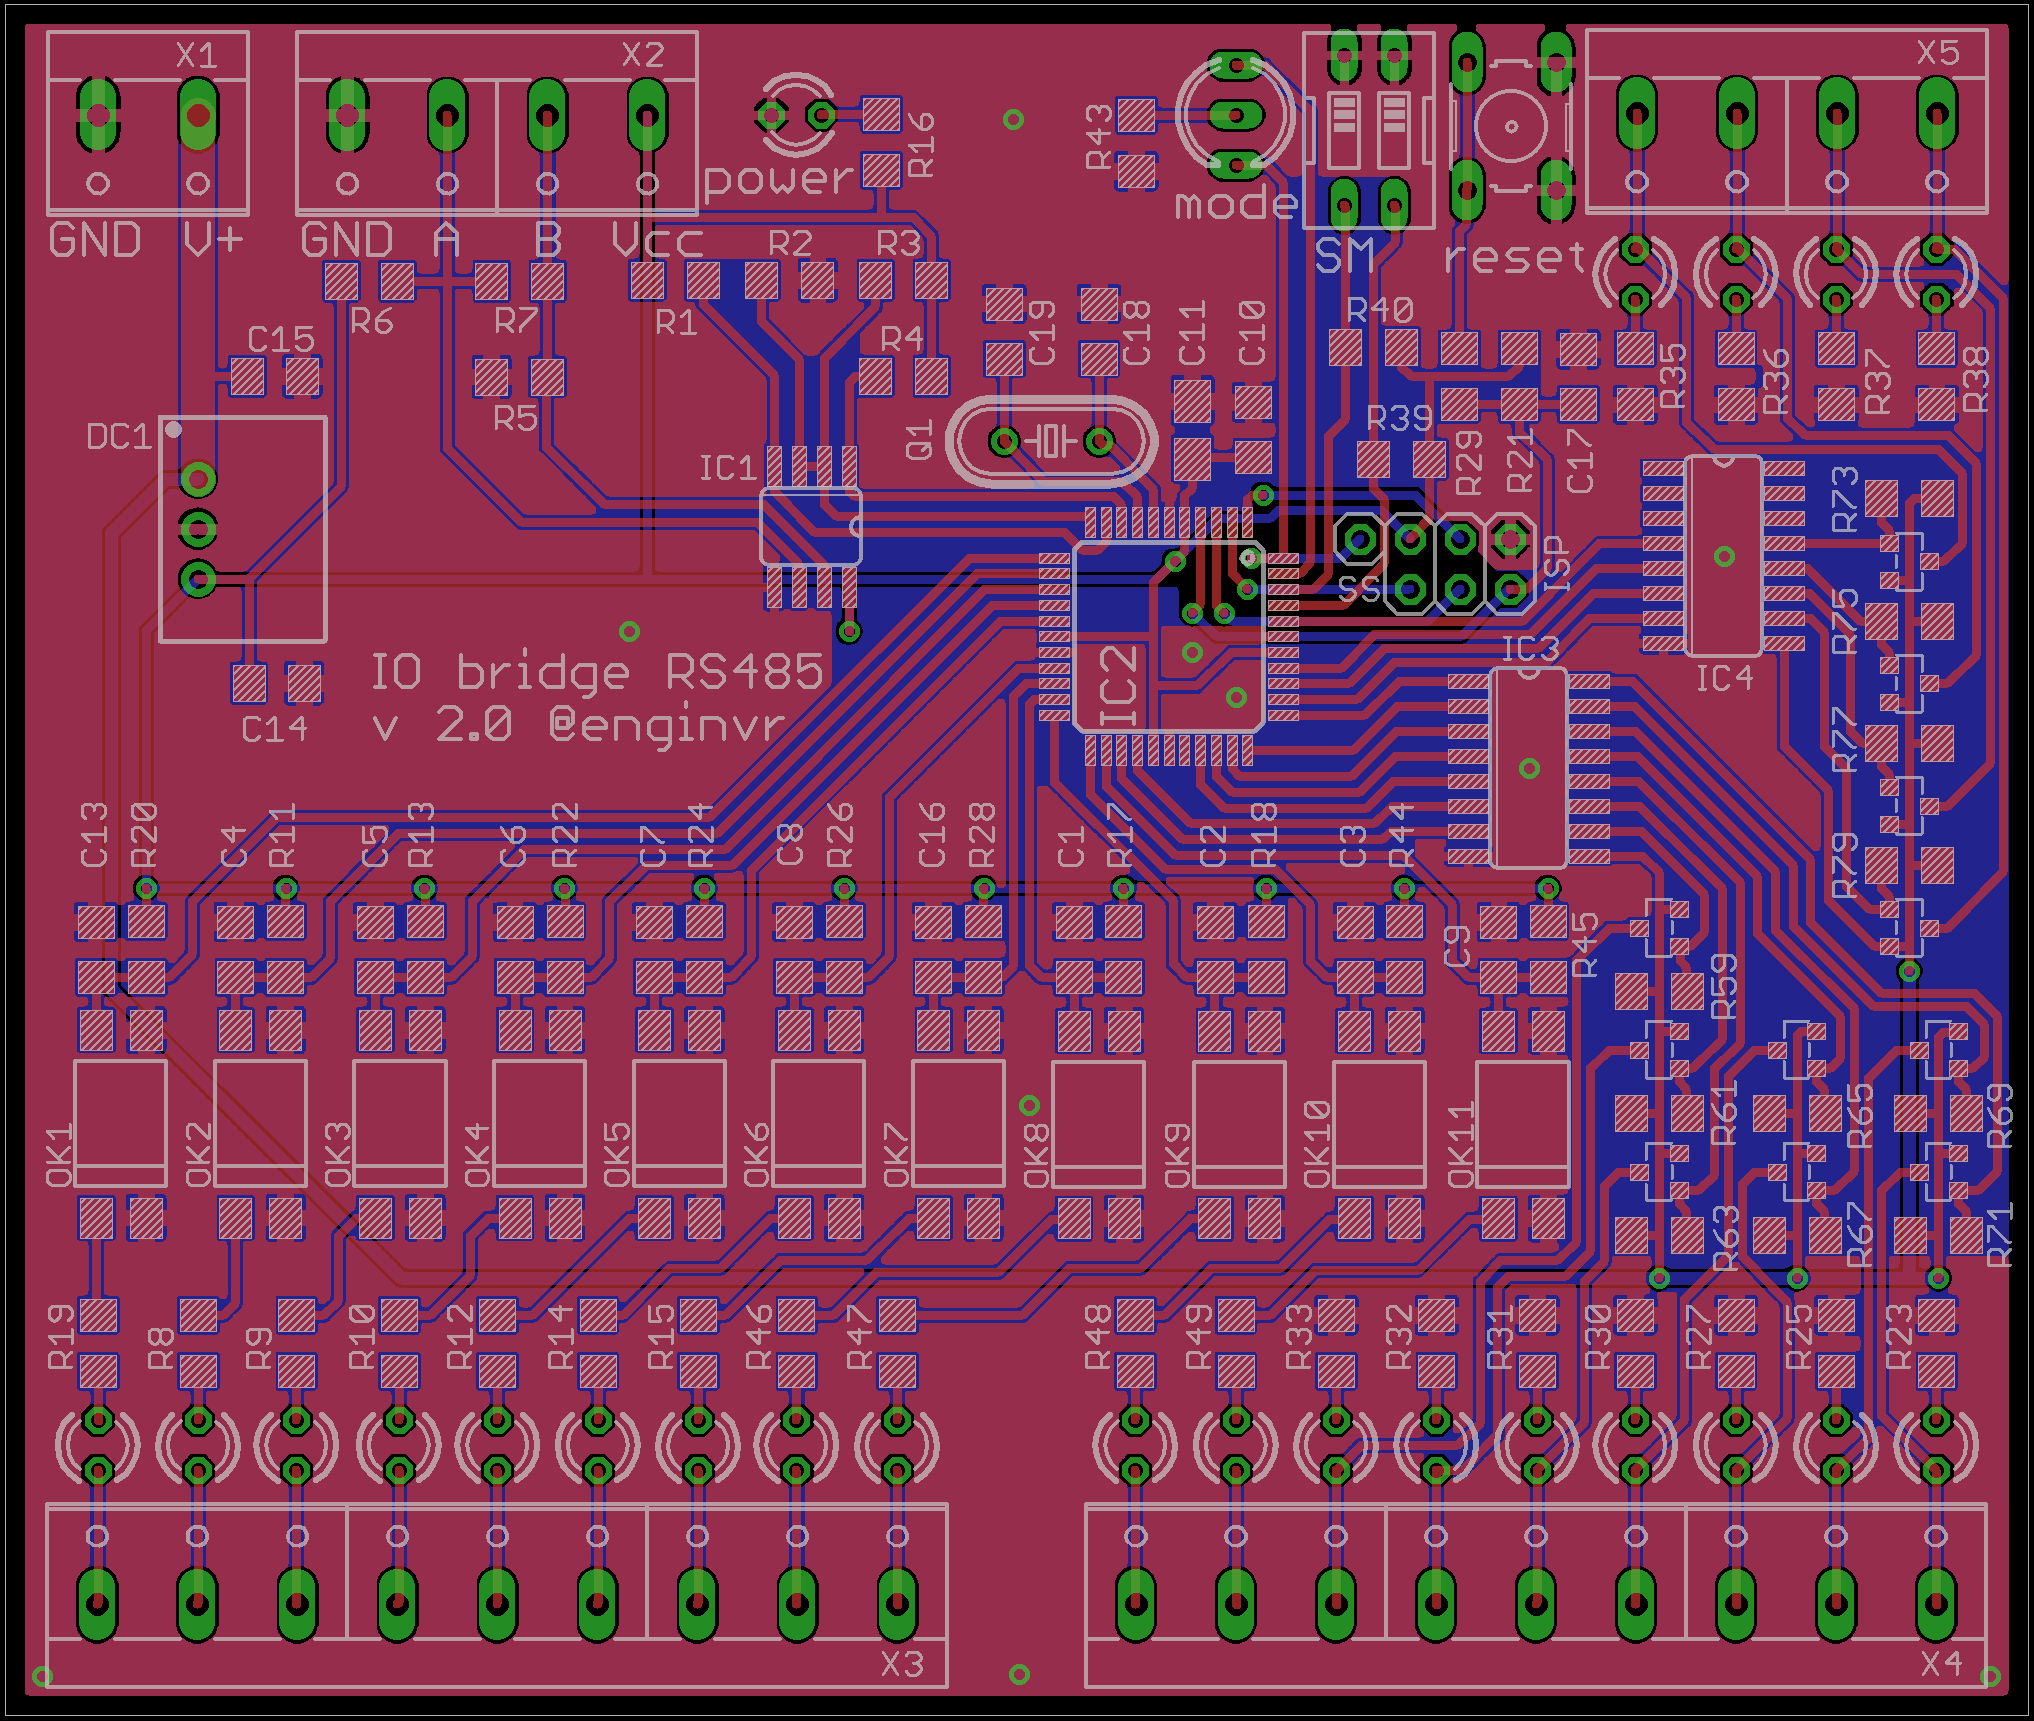 X1
X2
X5
R16
R43
power
mode
GND
V+
GND
A
B
Vcc
SM
reset
R2
R3
R6
R7
R1
R4
C15
C19
C18
C11
C10
R40
R35
R36
R37
R38
R5
R39
DC1
IC1
Q1
R29
R21
C17
R73
SS
ISP
R75
IO bridge RS485
v 2.0 @enginvr
IC2
IC3
IC4
C14
R77
C13
R20
C4
R11
C5
R13
C6
R22
C7
R24
C8
R26
C16
R28
C1
R17
C2
R18
C3
R44
R79
C9
R45
R59
OK1
OK2
OK3
OK4
OK5
OK6
OK7
OK8
OK9
OK10
OK11
R61
R65
R69
R63
R67
R71
R19
R8
R9
R10
R12
R14
R15
R46
R47
R48
R49
R33
R32
R31
R30
R27
R25
R23
X3
X4